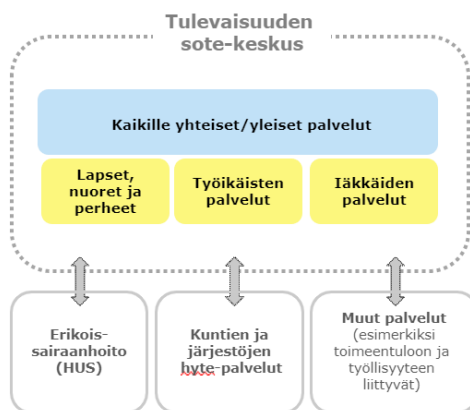 Tulevaisuuden
sote-keskus
Kaikille yhteiset/yleiset palvelut
Lapset,
nuoret ja
perheet
Työikäisten
palvelut
Iäkkäiden
palvelut
Erikois-
sairaanhoito
(HUS)
Kuntien ja
järjestöjen
hyte-palvelut
Muut palvelut
(esimerkiksi
toimeentuloon ja
työllisyyteen
liittyvät)